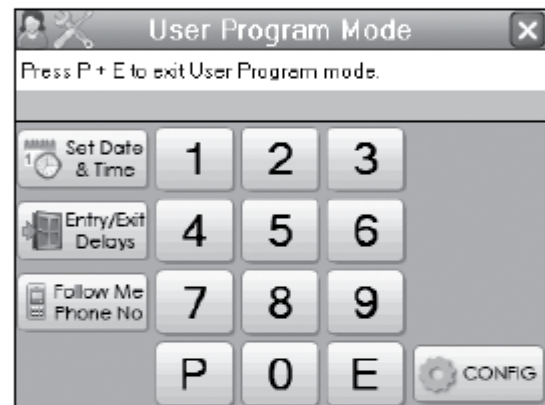 User Program Mode
Press P + E to exit User Program mode.
Set Date
& Time
1 2 3
Entry/Exit
Delays
4 5 6
Follow Me
Phone No
7 8 9
P 0 E
CONFIG